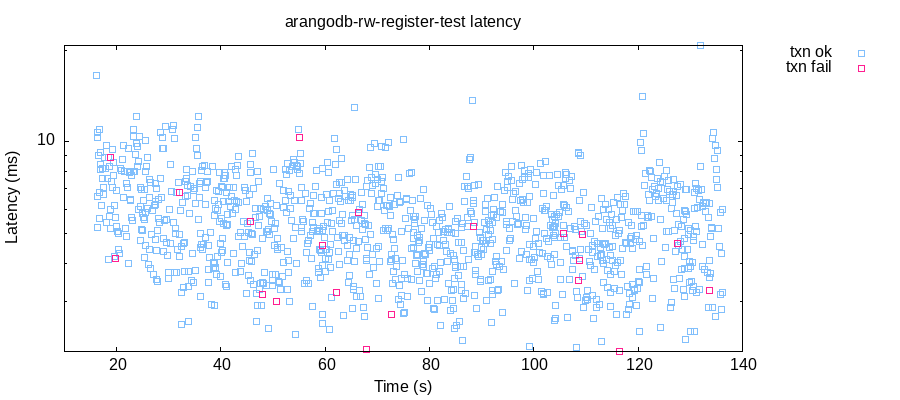 arangodb-rw-register-test latency
txn ok
txn fail
10
Latency (ms)
20 40 60 80 100 120 140
Time (s)